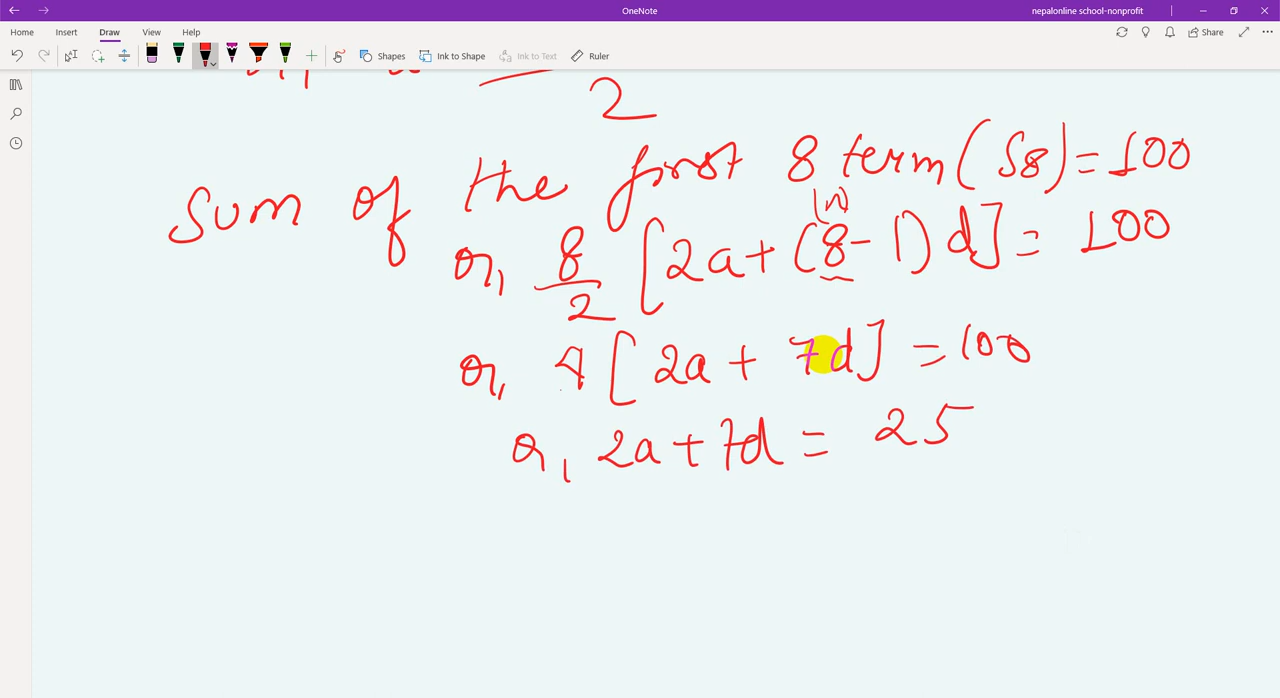 OneNote
nepalonline school-nonprofit
Home Insert Draw View Help
Share
Shapes Ink to Shape Ink to Text Ruler
2
Sum of the first 8 term (S8) = 100
(n)
or, 8/2 [2a + (8 - 1) d] = 100
or, 4 [2a + 7d] = 100
or, 2a + 7d = 25